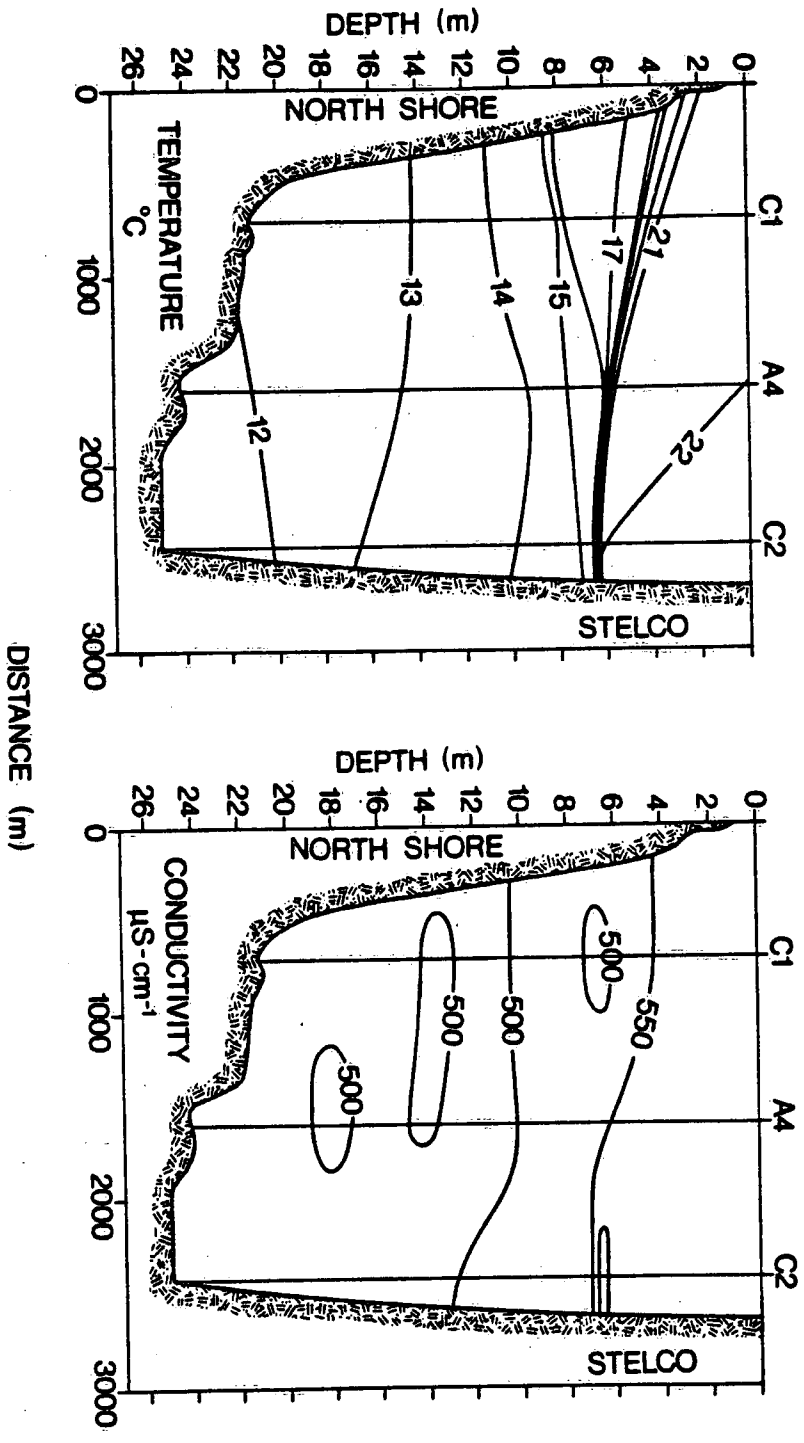 C1 A4 C2
DEPTH (m)
0
2
4
6
8
10
12
14
16
18
20
22
24
26
NORTH SHORE
STELCO
21
22
17
15
14
13
12
TEMPERATURE
°C
0 1000 2000 3000
C1 A4 C2
DEPTH (m)
0
2
4
6
8
10
12
14
16
18
20
22
24
26
NORTH SHORE
STELCO
550
500
500
500
500
CONDUCTIVITY
μS-cm-1
0 1000 2000 3000
DISTANCE (m)